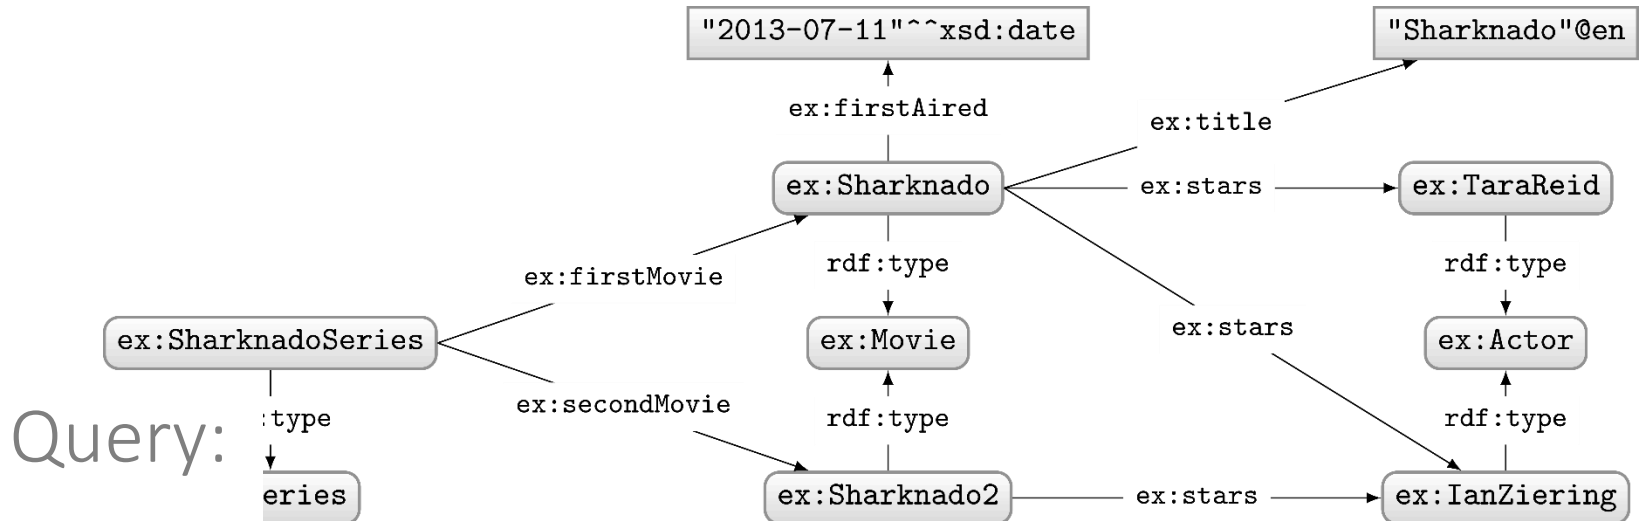 "2013-07-11"^^xsd:date "Sharknado"@en
ex:firstAired
ex:title
ex:Sharknado ex:stars ex:TaraReid
rdf:type rdf:type
ex:firstMovie
ex:stars
ex:SharknadoSeries ex:Movie ex:Actor
ex:secondMovie
:type rdf:type rdf:type
Query:
eries ex:Sharknado2 ex:stars ex:IanZiering